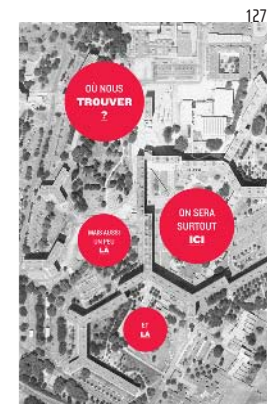 127
OÙ NOUS
TROUVER
?
ON SERA
SURTOUT
ICI
MAIS AUSSI
UN PEU
LÀ
ET
LÀ